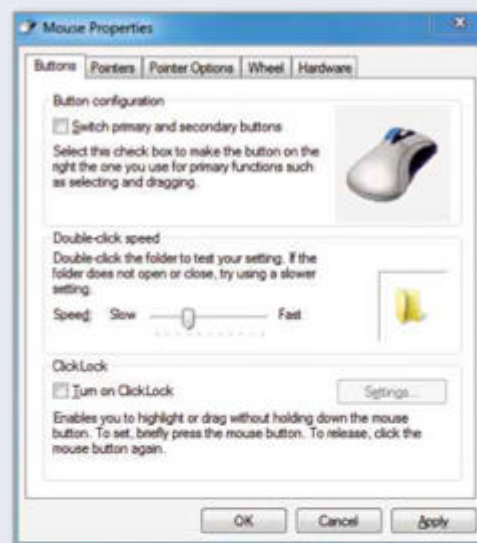 Mouse Properties
Buttons Pointers Pointer Options Wheel Hardware
Button configuration
Switch primary and secondary buttons
Select this check box to make the button on the
right the one you use for primary functions such
as selecting and dragging.
Double-click speed
Double-click the folder to test your setting. If the
folder does not open or close, try using a slower
setting.
Speed: Slow Fast
ClickLock
Turn on ClickLock Settings...
Enables you to highlight or drag without holding down the mouse
button. To set, briefly press the mouse button. To release, click the
mouse button again.
OK Cancel Apply